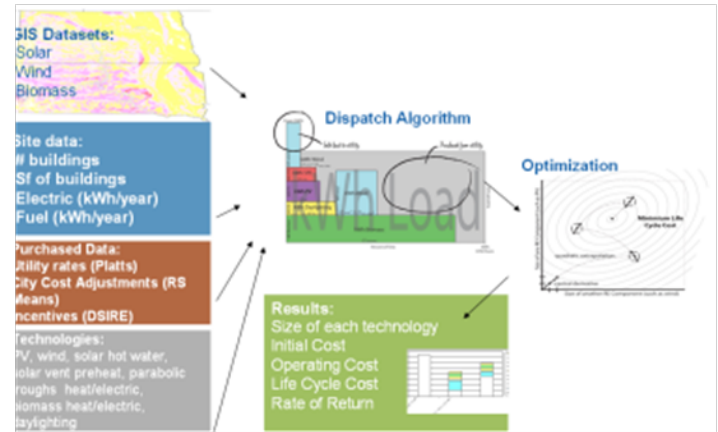 GIS Datasets:
Solar
Wind
Biomass
Site data:
# buildings
Sf of buildings
Electric (kWh/year)
Fuel (kWh/year)
Purchased Data:
Utility rates (Platts)
City Cost Adjustments (RS
Means)
Incentives (DSIRE)
Technologies:
PV, wind, solar hot water,
solar vent preheat, parabolic
troughs heat/electric,
biomass heat/electric,
daylighting
Dispatch Algorithm
kWh Load
Results:
Size of each technology
Initial Cost
Operating Cost
Life Cycle Cost
Rate of Return
Optimization
Minimum Life
Cycle Cost